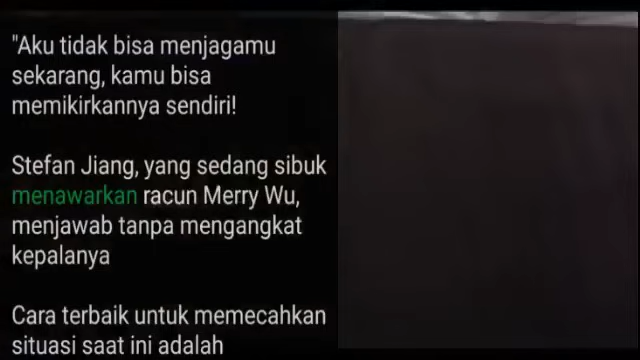 "Aku tidak bisa menjagamu
sekarang, kamu bisa
memikirkannya sendiri!
Stefan Jiang, yang sedang sibuk
menawarkan racun Merry Wu,
menjawab tanpa mengangkat
kepalanya
Cara terbaik untuk memecahkan
situasi saat ini adalah